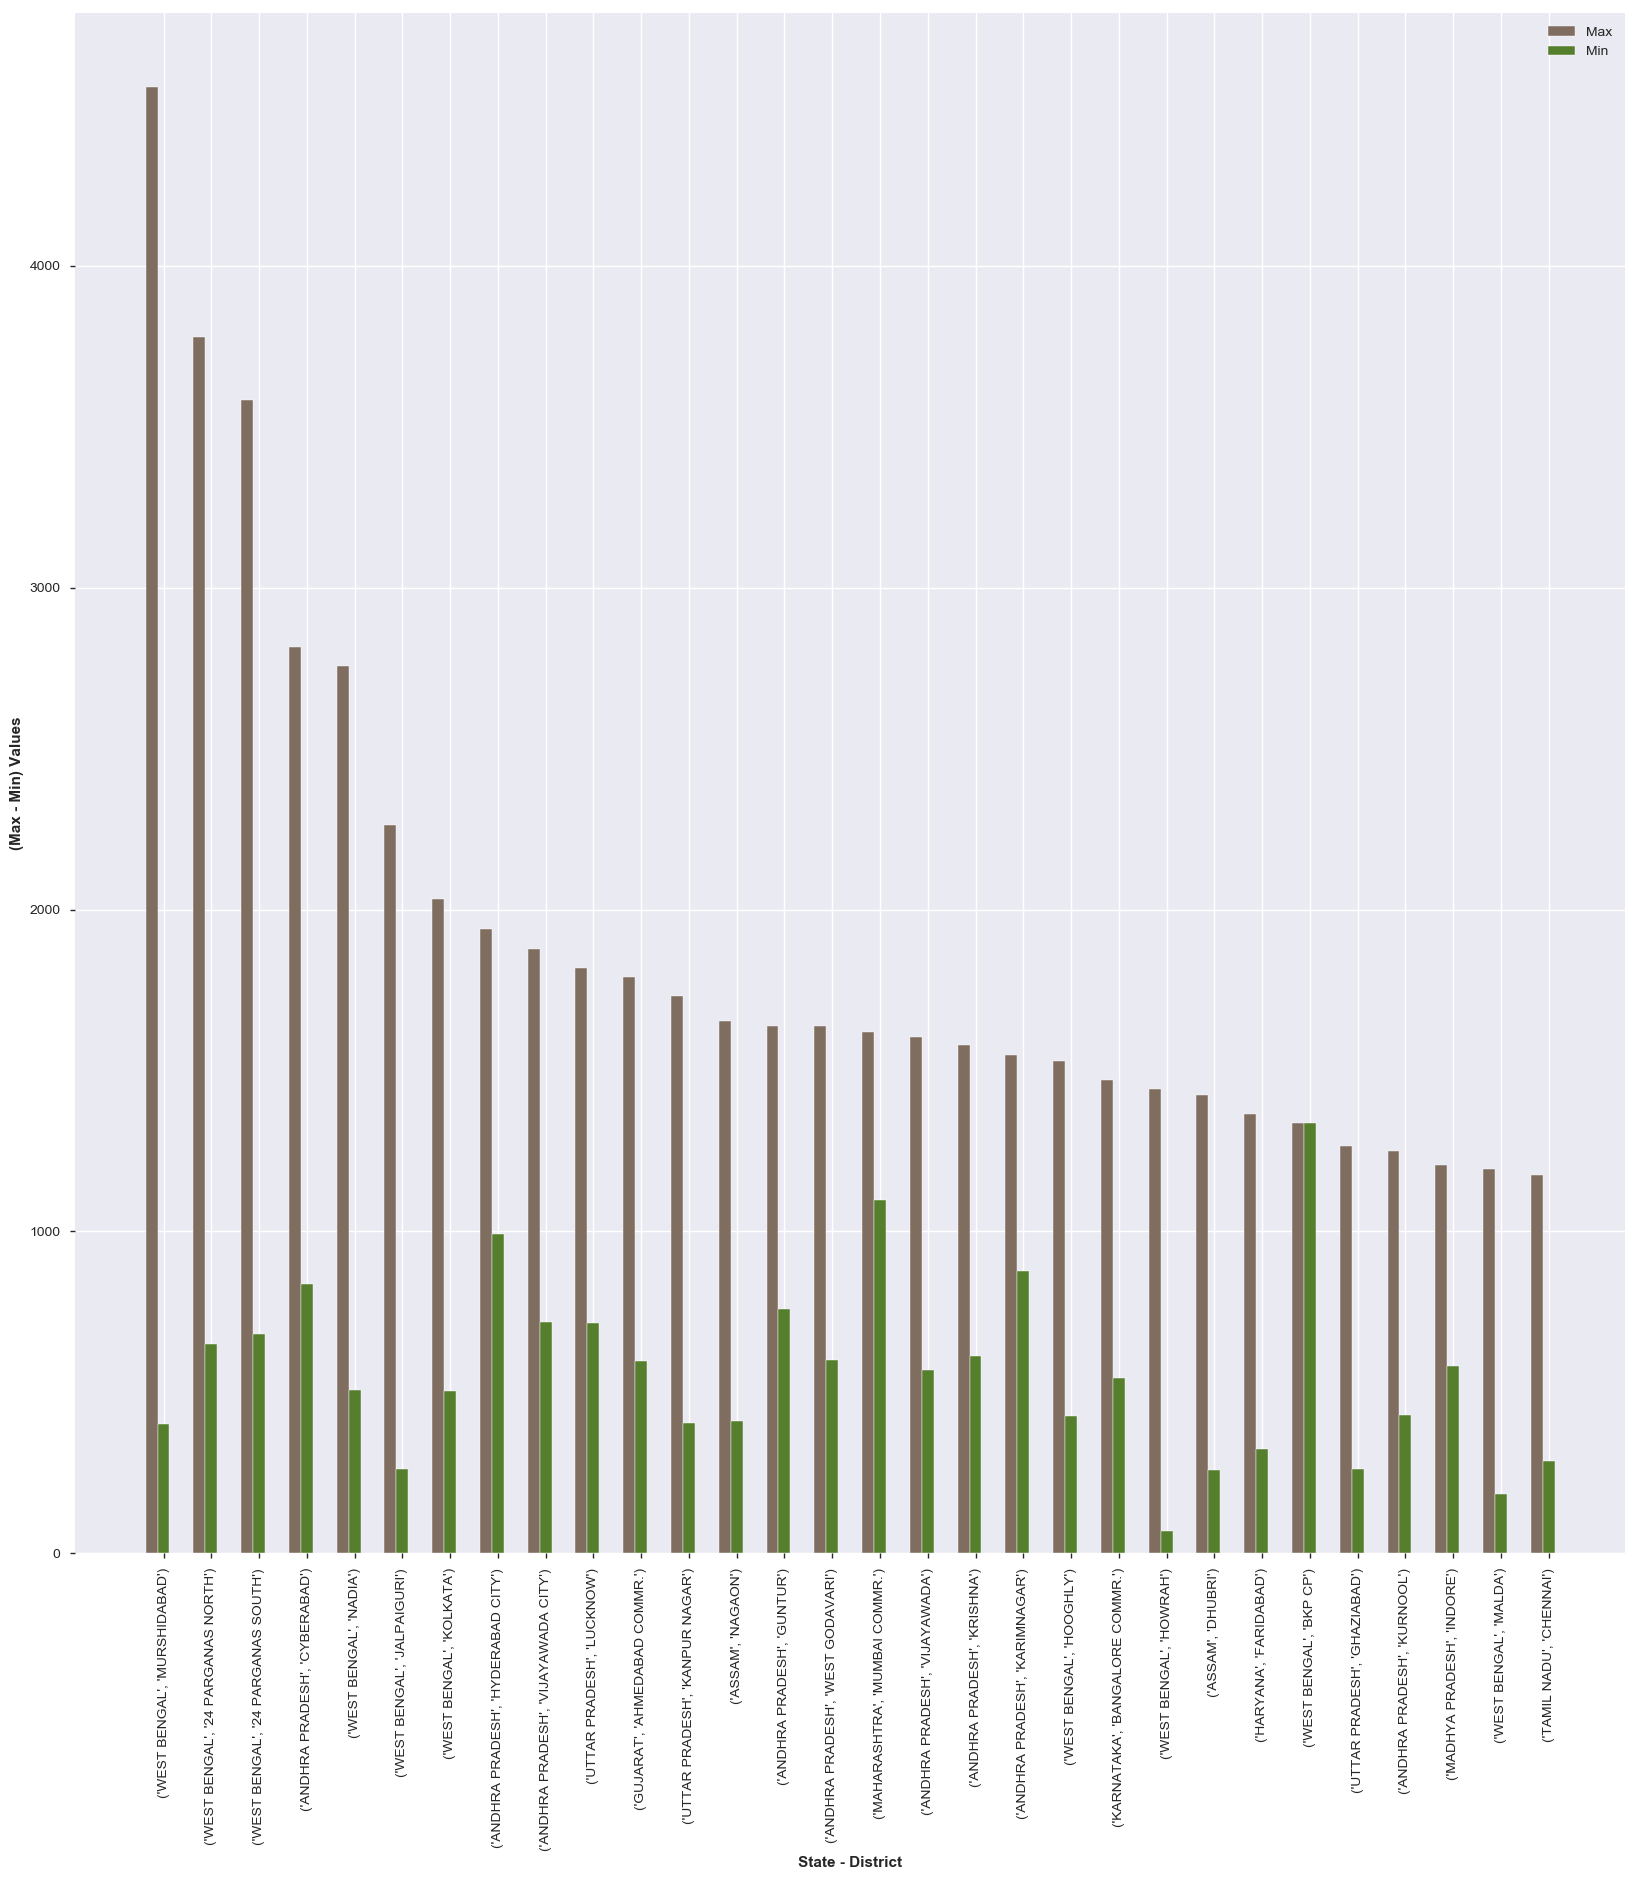 Max
Min
4000
3000
2000
1000
0
(Max - Min) Values
('WEST BENGAL', 'MURSHIDABAD')
('WEST BENGAL', '24 PARGANAS NORTH')
('WEST BENGAL', '24 PARGANAS SOUTH')
('ANDHRA PRADESH', 'CYBERABAD')
('WEST BENGAL', 'NADIA')
('WEST BENGAL', 'JALPAIGURI')
('WEST BENGAL', 'KOLKATA')
('ANDHRA PRADESH', 'HYDERABAD CITY')
('ANDHRA PRADESH', 'VIJAYAWADA CITY')
('UTTAR PRADESH', 'LUCKNOW')
('GUJARAT', 'AHMEDABAD COMMR.')
('UTTAR PRADESH', 'KANPUR NAGAR')
('ASSAM', 'NAGAON')
('ANDHRA PRADESH', 'GUNTUR')
('ANDHRA PRADESH', 'WEST GODAVARI')
('MAHARASHTRA', 'MUMBAI COMMR.')
('ANDHRA PRADESH', 'VIJAYAWADA')
('ANDHRA PRADESH', 'KRISHNA')
('ANDHRA PRADESH', 'KARIMNAGAR')
('WEST BENGAL', 'HOOGHLY')
('KARNATAKA', 'BANGALORE COMMR.')
('WEST BENGAL', 'HOWRAH')
('ASSAM', 'DHUBRI')
('HARYANA', 'FARIDABAD')
('WEST BENGAL', 'BKP CP')
('UTTAR PRADESH', 'GHAZIABAD')
('ANDHRA PRADESH', 'KURNOOL')
('MADHYA PRADESH', 'INDORE')
('WEST BENGAL', 'MALDA')
('TAMIL NADU', 'CHENNAI')
State - District